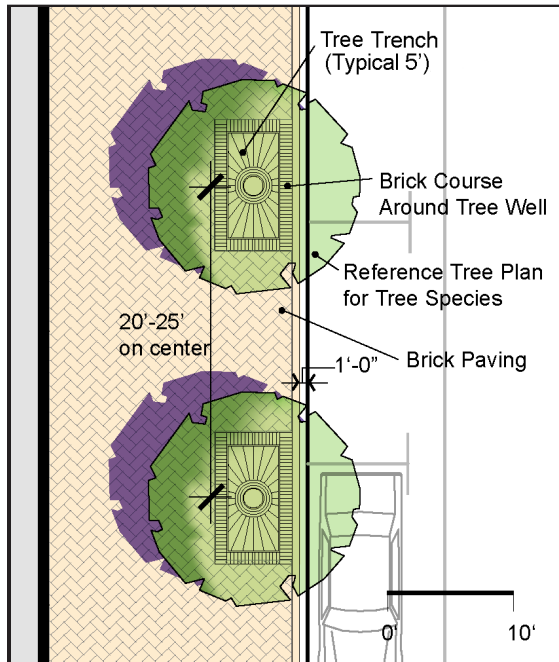 Tree Trench
(Typical 5')
Brick Course
Around Tree Well
Reference Tree Plan
for Tree Species
20'-25'
on center
1'-0"
Brick Paving
0'
10'